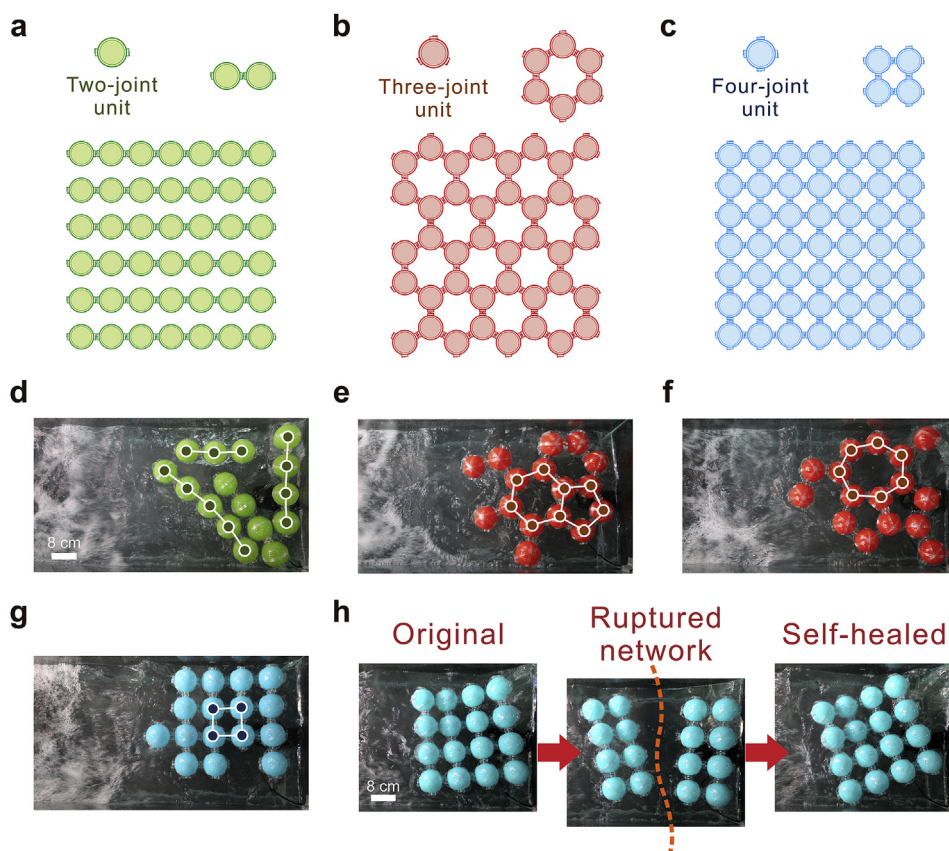 a
b
c
Two-joint
unit
Three-joint
unit
Four-joint
unit
d
e
f
8 cm
g
h
Original
Ruptured
network
Self-healed
8 cm